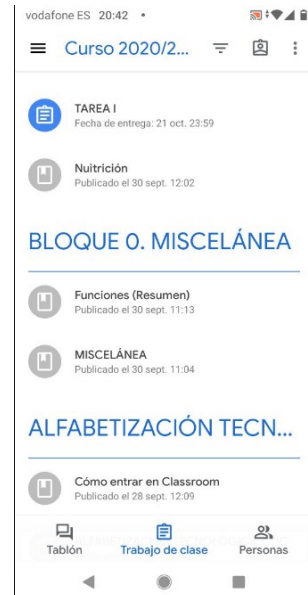 vodafone ES 20:42 •
Curso 2020/2...
TAREA I
Fecha de entrega: 21 oct. 23:59
Nuitrición
Publicado el 30 sept. 12:02
BLOQUE 0. MISCELÁNEA
Funciones (Resumen)
Publicado el 30 sept. 11:13
MISCELÁNEA
Publicado el 30 sept. 11:04
ALFABETIZACIÓN TECN...
Cómo entrar en Classroom
Publicado el 28 sept. 12:09
Tablón Trabajo de clase Personas